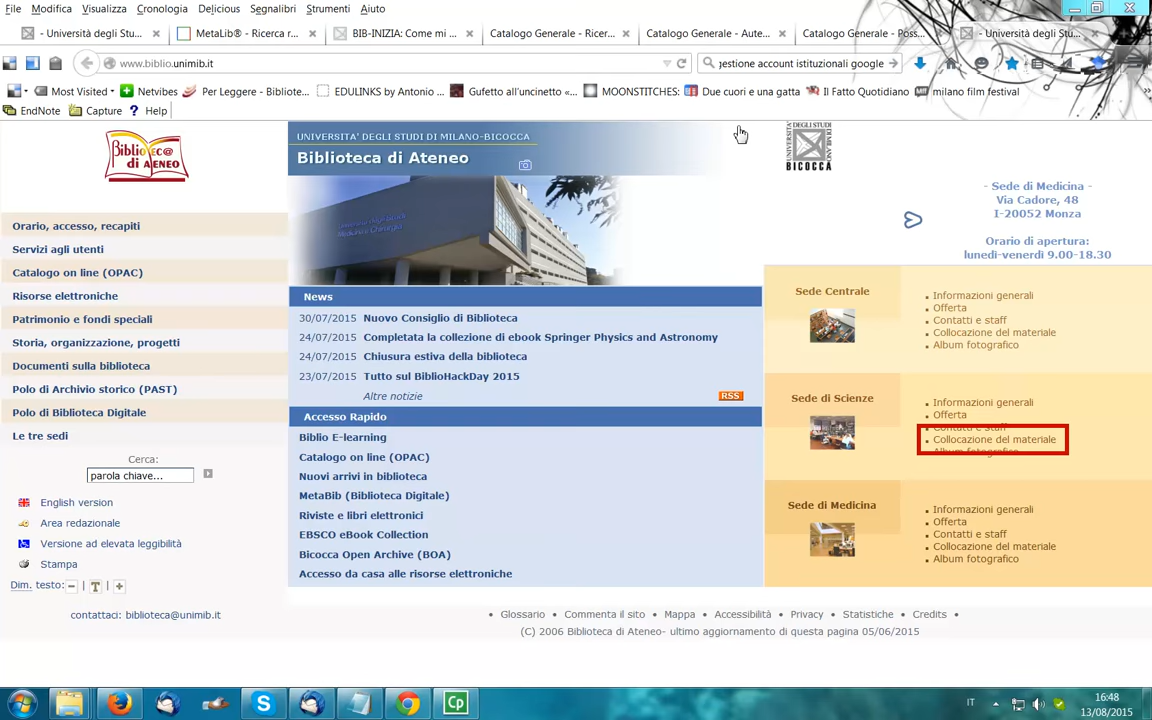 File Modifica Visualizza Cronologia Delicious Segnalibri Strumenti Aiuto
- Università degli Stu... MetaLib® - Ricerca r... BIB-INIZIA: Come mi ... Catalogo Generale - Ricer... Catalogo Generale - Aute... Catalogo Generale - Poss... - Università degli Stu...
www.biblio.unimib.it gestione account istituzionali google
Most Visited Netvibes Per Leggere - Bibliote... EDULINKS by Antonio ... Gufetto all'uncinetto «... MOONSTITCHES: Due cuori e una gatta Il Fatto Quotidiano milano film festival
EndNote Capture ? Help
Bibliotec@ di ATENEO
UNIVERSITA' DEGLI STUDI DI MILANO-BICOCCA
Biblioteca di Ateneo
UNIVERSITÀ DEGLI STUDI DI MILANO
BICOCCA
- Sede di Medicina -
Via Cadore, 48
I-20052 Monza
Orario di apertura:
lunedi-venerdi 9.00-18.30
Orario, accesso, recapiti
Servizi agli utenti
Catalogo on line (OPAC)
Risorse elettroniche
Patrimonio e fondi speciali
Storia, organizzazione, progetti
Documenti sulla biblioteca
Polo di Archivio storico (PAST)
Polo di Biblioteca Digitale
Le tre sedi
Cerca:
parola chiave...
English version
Area redazionale
Versione ad elevata leggibilità
Stampa
Dim. testo: - | T | +
contattaci: biblioteca@unimib.it
News
30/07/2015 Nuovo Consiglio di Biblioteca
24/07/2015 Completata la collezione di ebook Springer Physics and Astronomy
24/07/2015 Chiusura estiva della biblioteca
23/07/2015 Tutto sul BiblioHackDay 2015
Altre notizie RSS
Accesso Rapido
Biblio E-learning
Catalogo on line (OPAC)
Nuovi arrivi in biblioteca
MetaBib (Biblioteca Digitale)
Riviste e libri elettronici
EBSCO eBook Collection
Bicocca Open Archive (BOA)
Accesso da casa alle risorse elettroniche
Sede Centrale
Informazioni generali
Offerta
Contatti e staff
Collocazione del materiale
Album fotografico
Sede di Scienze
Informazioni generali
Offerta
Contatti e staff
Collocazione del materiale
Album fotografico
Sede di Medicina
Informazioni generali
Offerta
Contatti e staff
Collocazione del materiale
Album fotografico
• Glossario • Commenta il sito • Mappa • Accessibilità • Privacy • Statistiche • Credits •
(C) 2006 Biblioteca di Ateneo- ultimo aggiornamento di questa pagina 05/06/2015
Cp
IT
16:48
13/08/2015